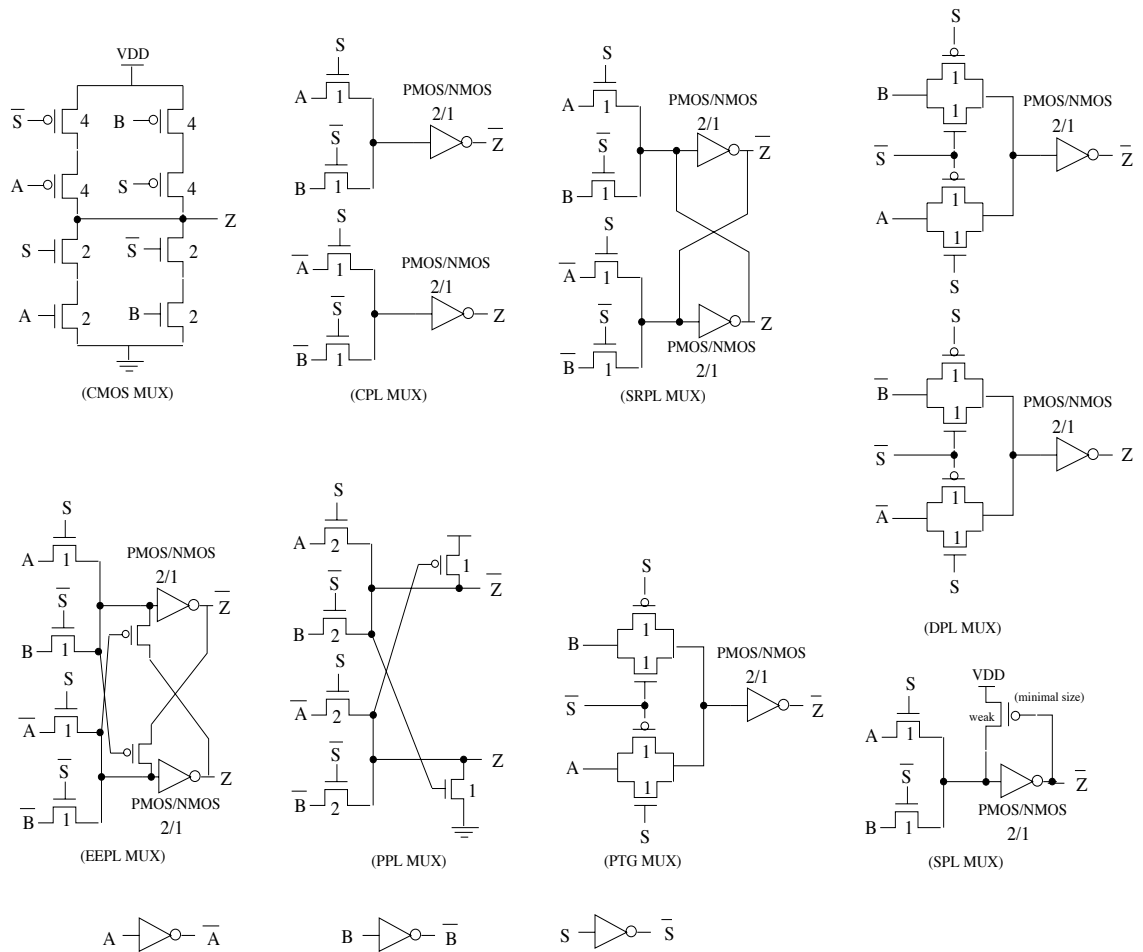 VDD
S̅
4
B
4
A
4
S
4
Z
S
2
S̅
2
A
2
B
2
(CMOS MUX)
S
A
1
PMOS/NMOS
2/1
Z̅
S̅
B
1
S
A̅
1
PMOS/NMOS
2/1
Z
S̅
B̅
1
(CPL MUX)
S
A
1
PMOS/NMOS
2/1
Z̅
S̅
B
1
S
A̅
1
Z
S̅
B̅
1
PMOS/NMOS
2/1
(SRPL MUX)
S
B
1
1
PMOS/NMOS
2/1
Z̅
S̅
A
1
1
S
S
B̅
1
1
PMOS/NMOS
2/1
Z
S̅
A̅
1
1
S
(DPL MUX)
S
A
1
PMOS/NMOS
2/1
Z̅
S̅
B
1
S
A̅
1
Z
S̅
B̅
1
PMOS/NMOS
2/1
(EEPL MUX)
S
A
2
1
Z̅
S̅
B
2
S
A̅
2
Z
S̅
B̅
2
1
(PPL MUX)
S
B
1
1
PMOS/NMOS
2/1
Z̅
S̅
A
1
1
S
(PTG MUX)
VDD
(minimal size)
weak
S
A
1
Z̅
S̅
B
1
PMOS/NMOS
2/1
(SPL MUX)
A A̅
B B̅
S S̅